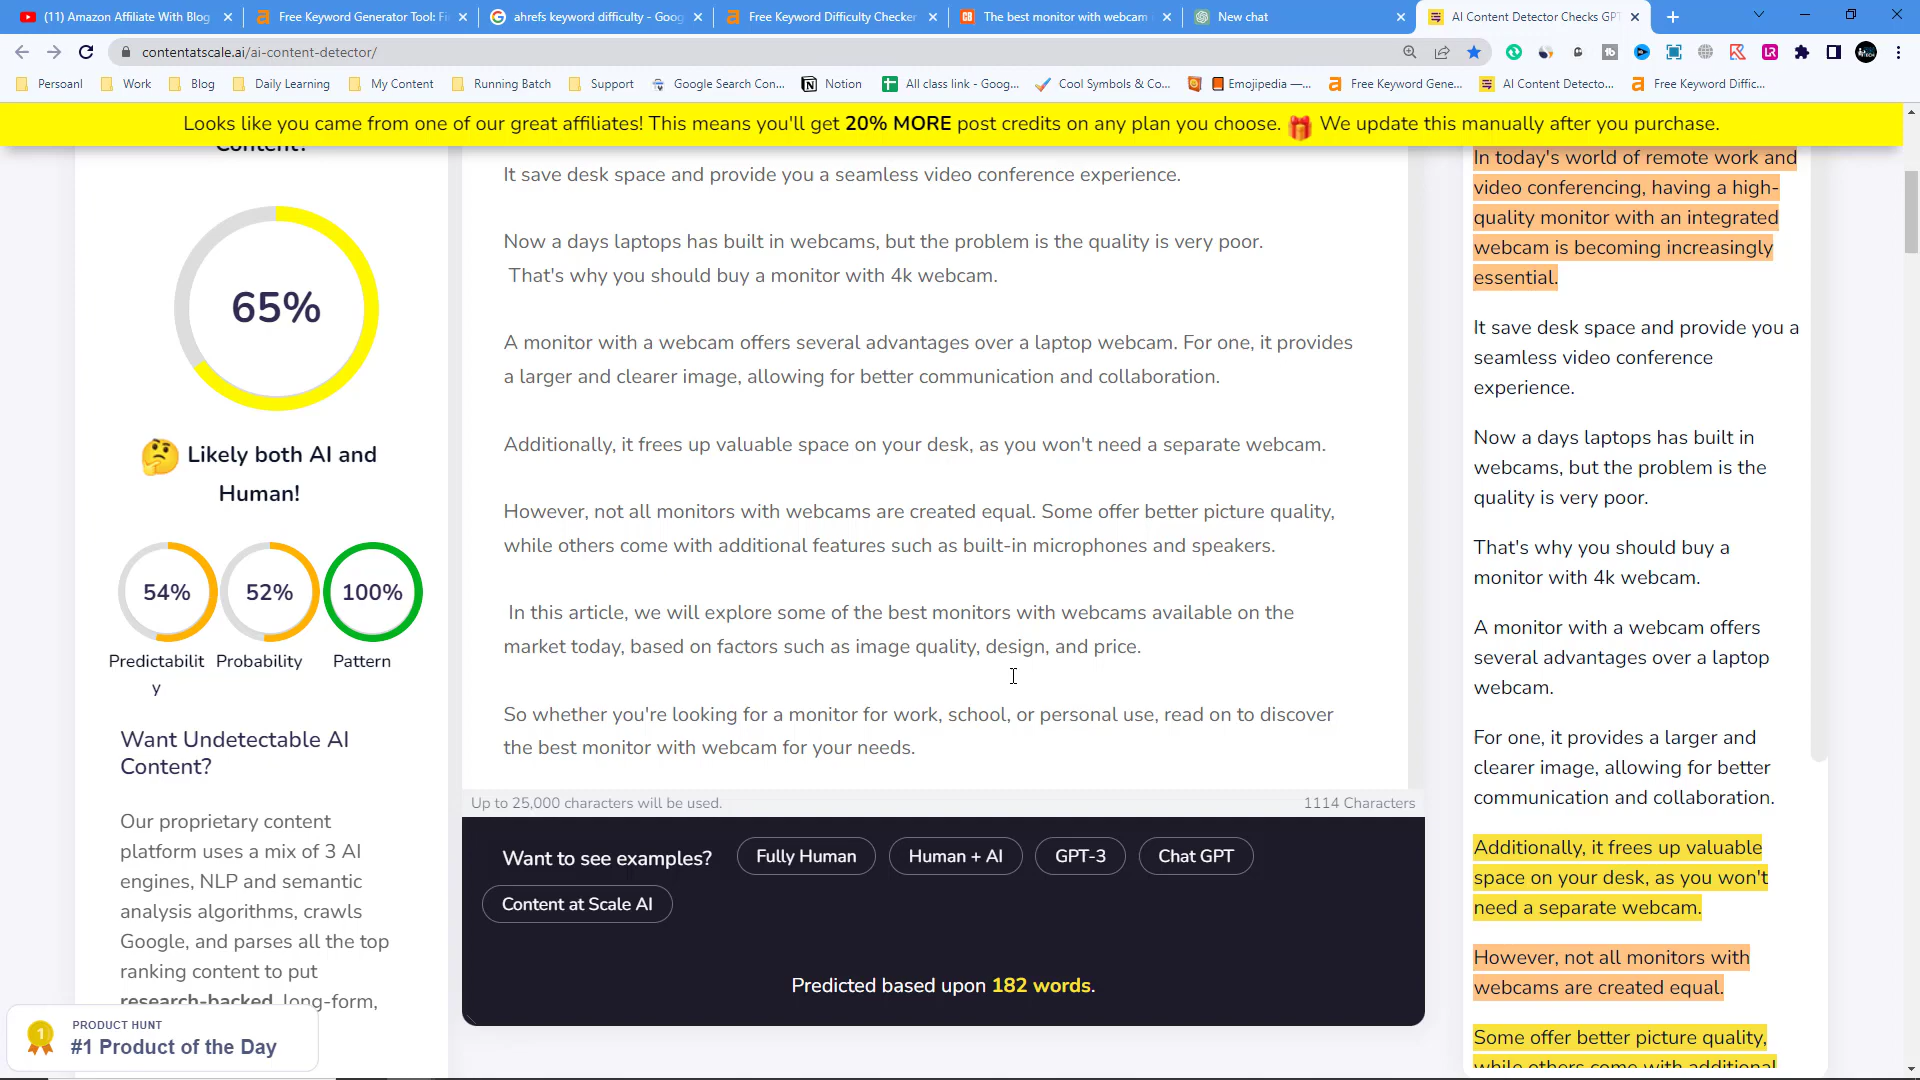 (11) Amazon Affiliate With Blog
Free Keyword Generator Tool: Fi
ahrefs keyword difficulty - Goog
Free Keyword Difficulty Checker
The best monitor with webcam
New chat
AI Content Detector Checks GPT
contentatscale.ai/ai-content-detector/
Persoanl
Work
Blog
Daily Learning
My Content
Running Batch
Support
Google Search Con...
Notion
All class link - Goog...
Cool Symbols & Co...
Emojipedia —...
Free Keyword Gene...
AI Content Detecto...
Free Keyword Diffic...
Looks like you came from one of our great affiliates! This means you'll get 20% MORE post credits on any plan you choose. 🎁 We update this manually after you purchase.
Content?
65%
🤔 Likely both AI and
Human!
54%
52%
100%
Predictabilit
y
Probability
Pattern
Want Undetectable AI
Content?
Our proprietary content
platform uses a mix of 3 AI
engines, NLP and semantic
analysis algorithms, crawls
Google, and parses all the top
ranking content to put
research-backed, long-form,
1
PRODUCT HUNT
#1 Product of the Day
It save desk space and provide you a seamless video conference experience.
Now a days laptops has built in webcams, but the problem is the quality is very poor.
That's why you should buy a monitor with 4k webcam.
A monitor with a webcam offers several advantages over a laptop webcam. For one, it provides
a larger and clearer image, allowing for better communication and collaboration.
Additionally, it frees up valuable space on your desk, as you won't need a separate webcam.
However, not all monitors with webcams are created equal. Some offer better picture quality,
while others come with additional features such as built-in microphones and speakers.
In this article, we will explore some of the best monitors with webcams available on the
market today, based on factors such as image quality, design, and price.
So whether you're looking for a monitor for work, school, or personal use, read on to discover
the best monitor with webcam for your needs.
Up to 25,000 characters will be used.
1114 Characters
Want to see examples?
Fully Human
Human + AI
GPT-3
Chat GPT
Content at Scale AI
Predicted based upon 182 words.
In today's world of remote work and
video conferencing, having a high-
quality monitor with an integrated
webcam is becoming increasingly
essential.
It save desk space and provide you a
seamless video conference
experience.
Now a days laptops has built in
webcams, but the problem is the
quality is very poor.
That's why you should buy a
monitor with 4k webcam.
A monitor with a webcam offers
several advantages over a laptop
webcam.
For one, it provides a larger and
clearer image, allowing for better
communication and collaboration.
Additionally, it frees up valuable
space on your desk, as you won't
need a separate webcam.
However, not all monitors with
webcams are created equal.
Some offer better picture quality,
while others come with additional